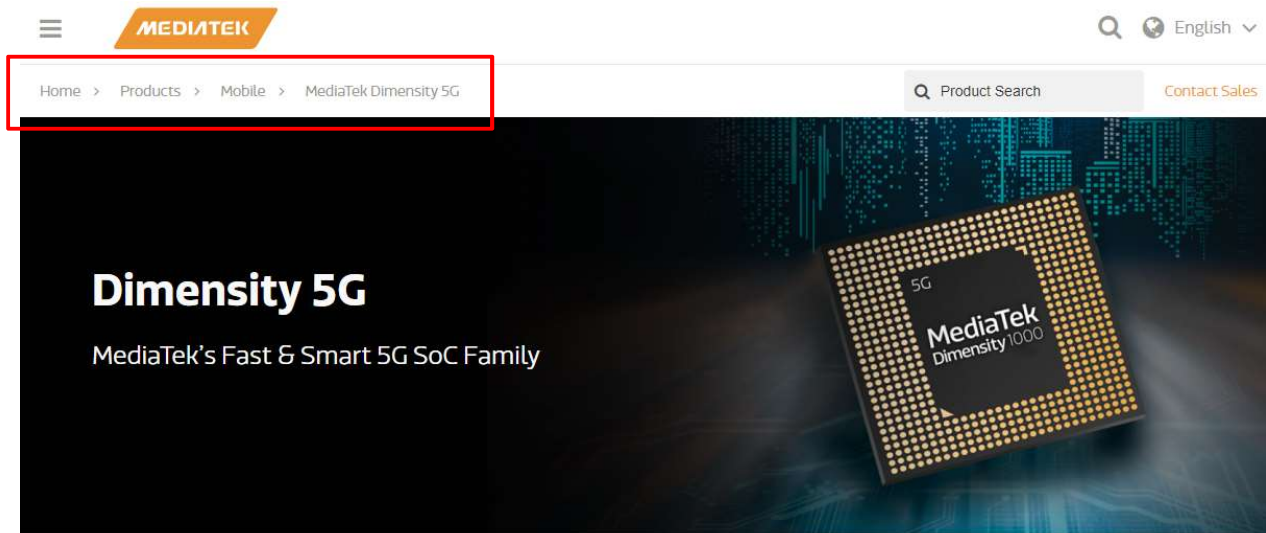 MEDIATEK
English
Home > Products > Mobile > MediaTek Dimensity 5G
Product Search
Contact Sales
Dimensity 5G
MediaTek's Fast & Smart 5G SoC Family
5G
MediaTek
Dimensity 1000